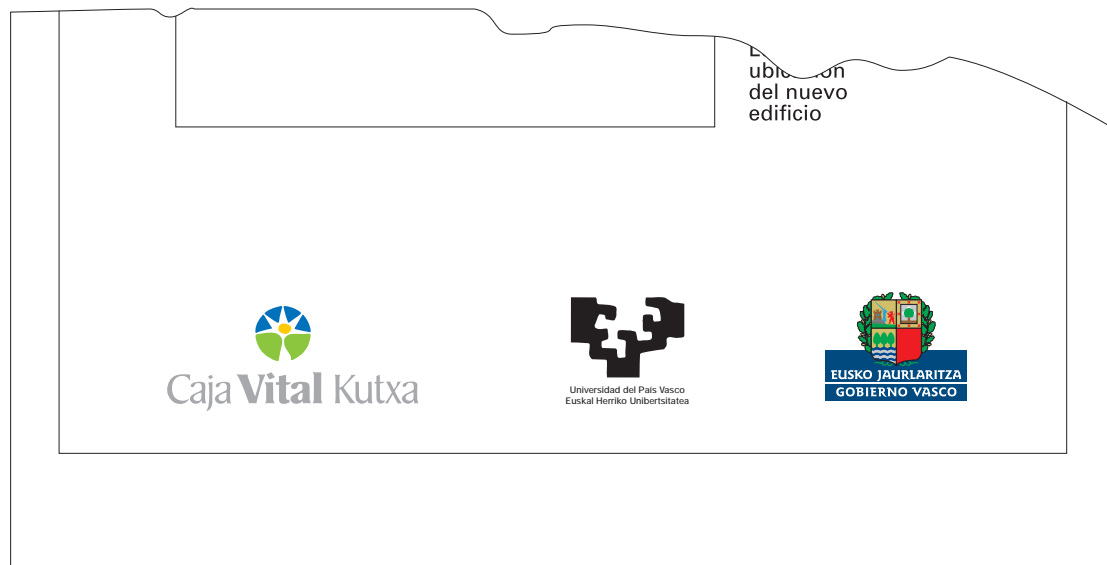 del nuevo
edificio
Caja Vital Kutxa
Universidad del País Vasco
Euskal Herriko Unibertsitatea
EUSKO JAURLARITZA
GOBIERNO VASCO